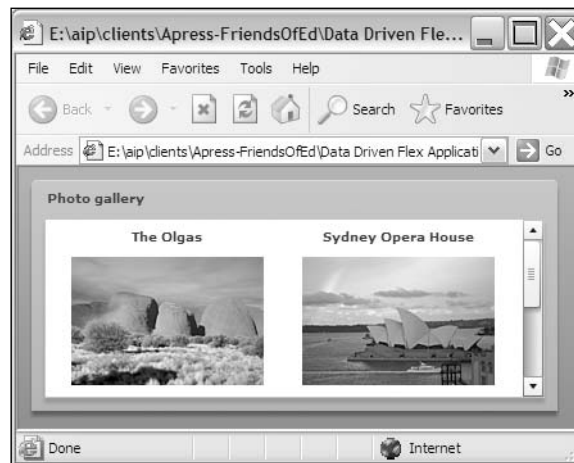 E:\aip\clients\Apress-FriendsOfEd\Data Driven Fle...
File Edit View Favorites Tools Help
Back Search Favorites »
Address E:\aip\clients\Apress-FriendsOfEd\Data Driven Flex Applicati Go
Photo gallery
The Olgas Sydney Opera House
Done Internet